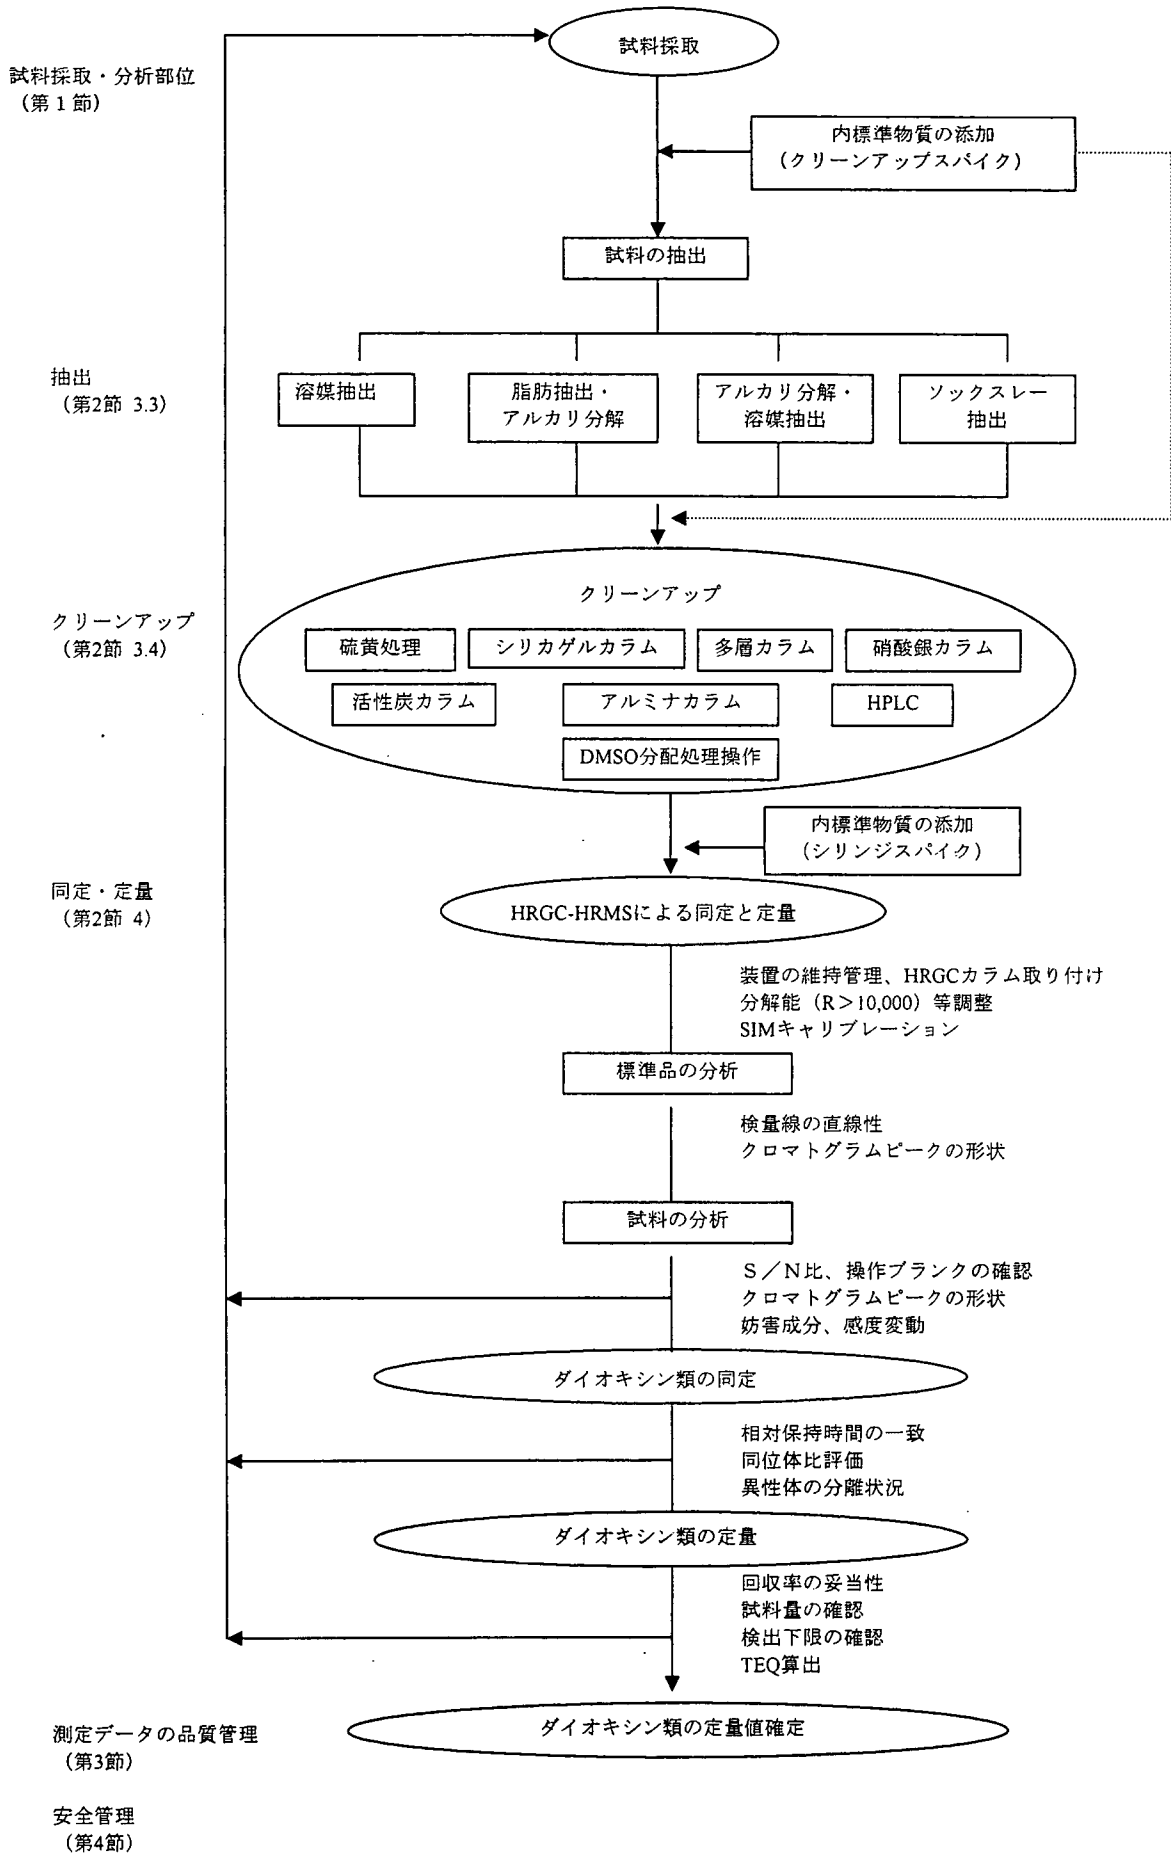 試料採取
試料採取・分析部位
（第1節）
内標準物質の添加
（クリーンアップスパイク）
試料の抽出
抽出
（第2節 3.3）
溶媒抽出
脂肪抽出・
アルカリ分解
アルカリ分解・
溶媒抽出
ソックスレー
抽出
クリーンアップ
クリーンアップ
（第2節 3.4）
硫黄処理
シリカゲルカラム
多層カラム
硝酸銀カラム
活性炭カラム
アルミナカラム
HPLC
DMSO分配処理操作
内標準物質の添加
（シリンジスパイク）
同定・定量
（第2節 4）
HRGC-HRMSによる同定と定量
装置の維持管理、HRGCカラム取り付け
分解能（R＞10,000）等調整
SIMキャリブレーション
標準品の分析
検量線の直線性
クロマトグラムピークの形状
試料の分析
S／N比、操作ブランクの確認
クロマトグラムピークの形状
妨害成分、感度変動
ダイオキシン類の同定
相対保持時間の一致
同位体比評価
異性体の分離状況
ダイオキシン類の定量
回収率の妥当性
試料量の確認
検出下限の確認
TEQ算出
測定データの品質管理
（第3節）
ダイオキシン類の定量値確定
安全管理
（第4節）